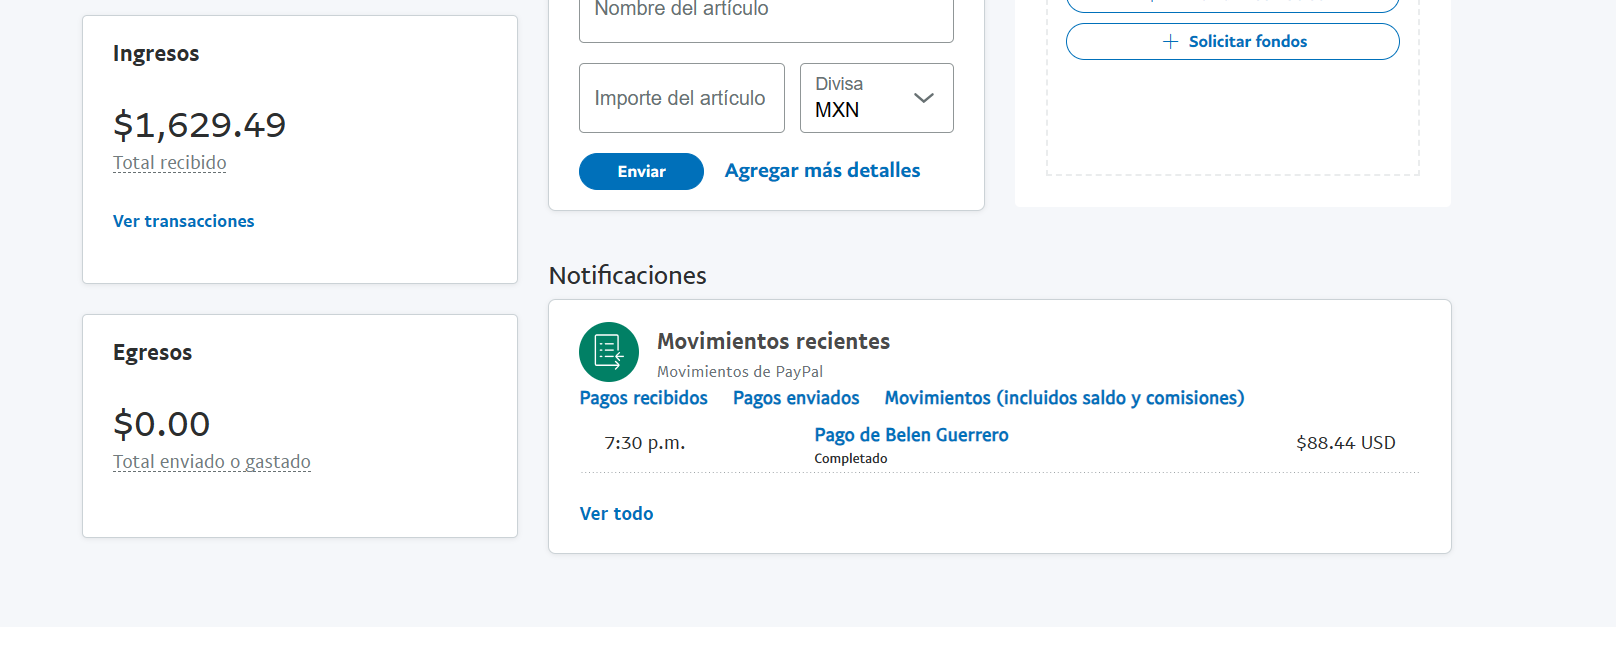 Ingresos
$1,629.49
Total recibido
Ver transacciones
Egresos
$0.00
Total enviado o gastado
Nombre del artículo
Importe del artículo
Divisa
MXN
Enviar
Agregar más detalles
Solicitar fondos
Notificaciones
Movimientos recientes
Movimientos de PayPal
Pagos recibidos
Pagos enviados
Movimientos (incluidos saldo y comisiones)
7:30 p.m.
Pago de Belen Guerrero
Completado
$88.44 USD
Ver todo